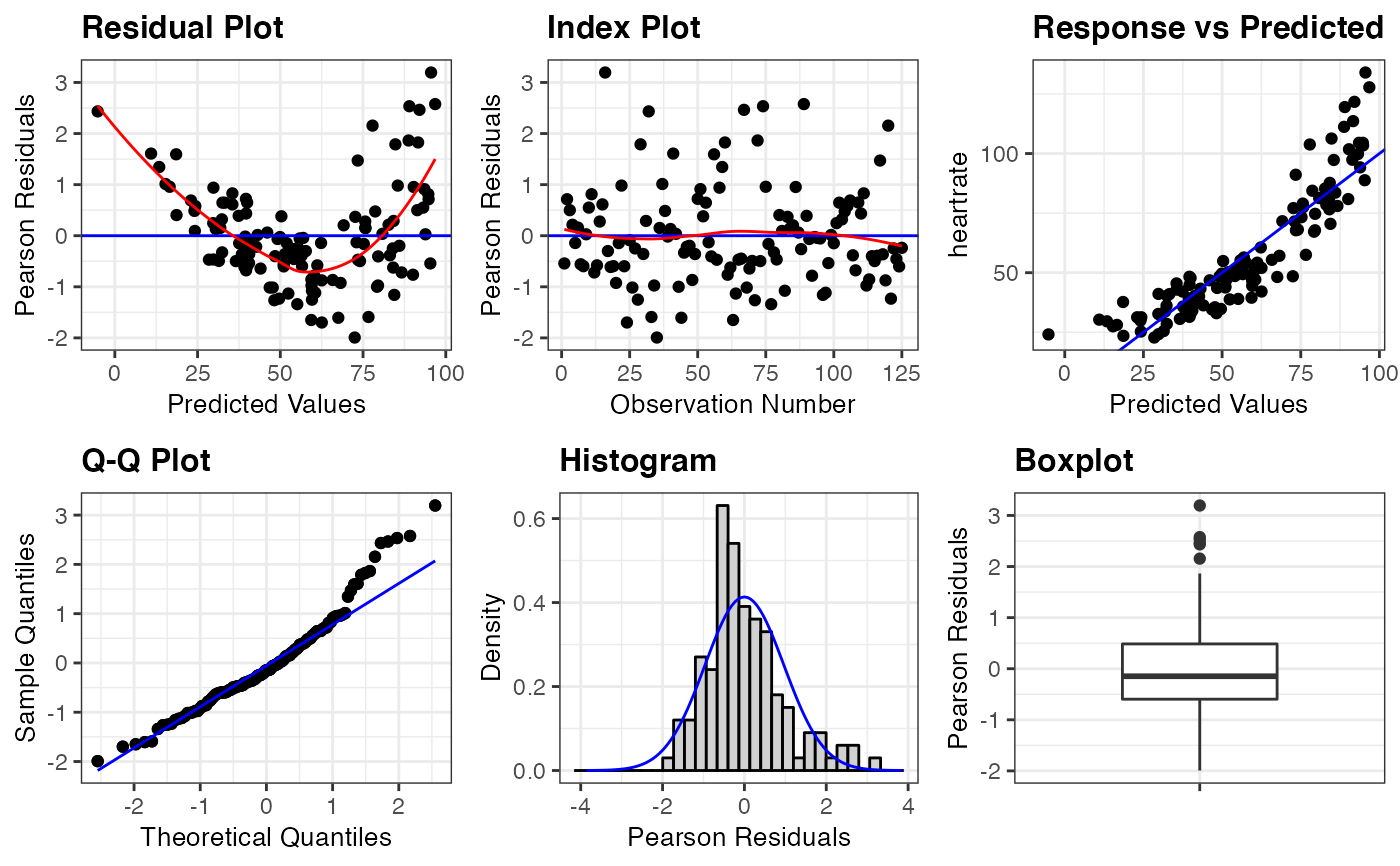 Residual Plot
Index Plot
Response vs Predicted
Pearson Residuals
3
2
1
0
-1
-2
0 25 50 75 100
Predicted Values
Pearson Residuals
3
2
1
0
-1
-2
0 25 50 75 100 125
Observation Number
heartrate
100
50
0 25 50 75 100
Predicted Values
Q-Q Plot
Histogram
Boxplot
Sample Quantiles
3
2
1
0
-1
-2
-2 -1 0 1 2
Theoretical Quantiles
Density
0.6
0.4
0.2
0.0
-4 -2 0 2 4
Pearson Residuals
Pearson Residuals
3
2
1
0
-1
-2